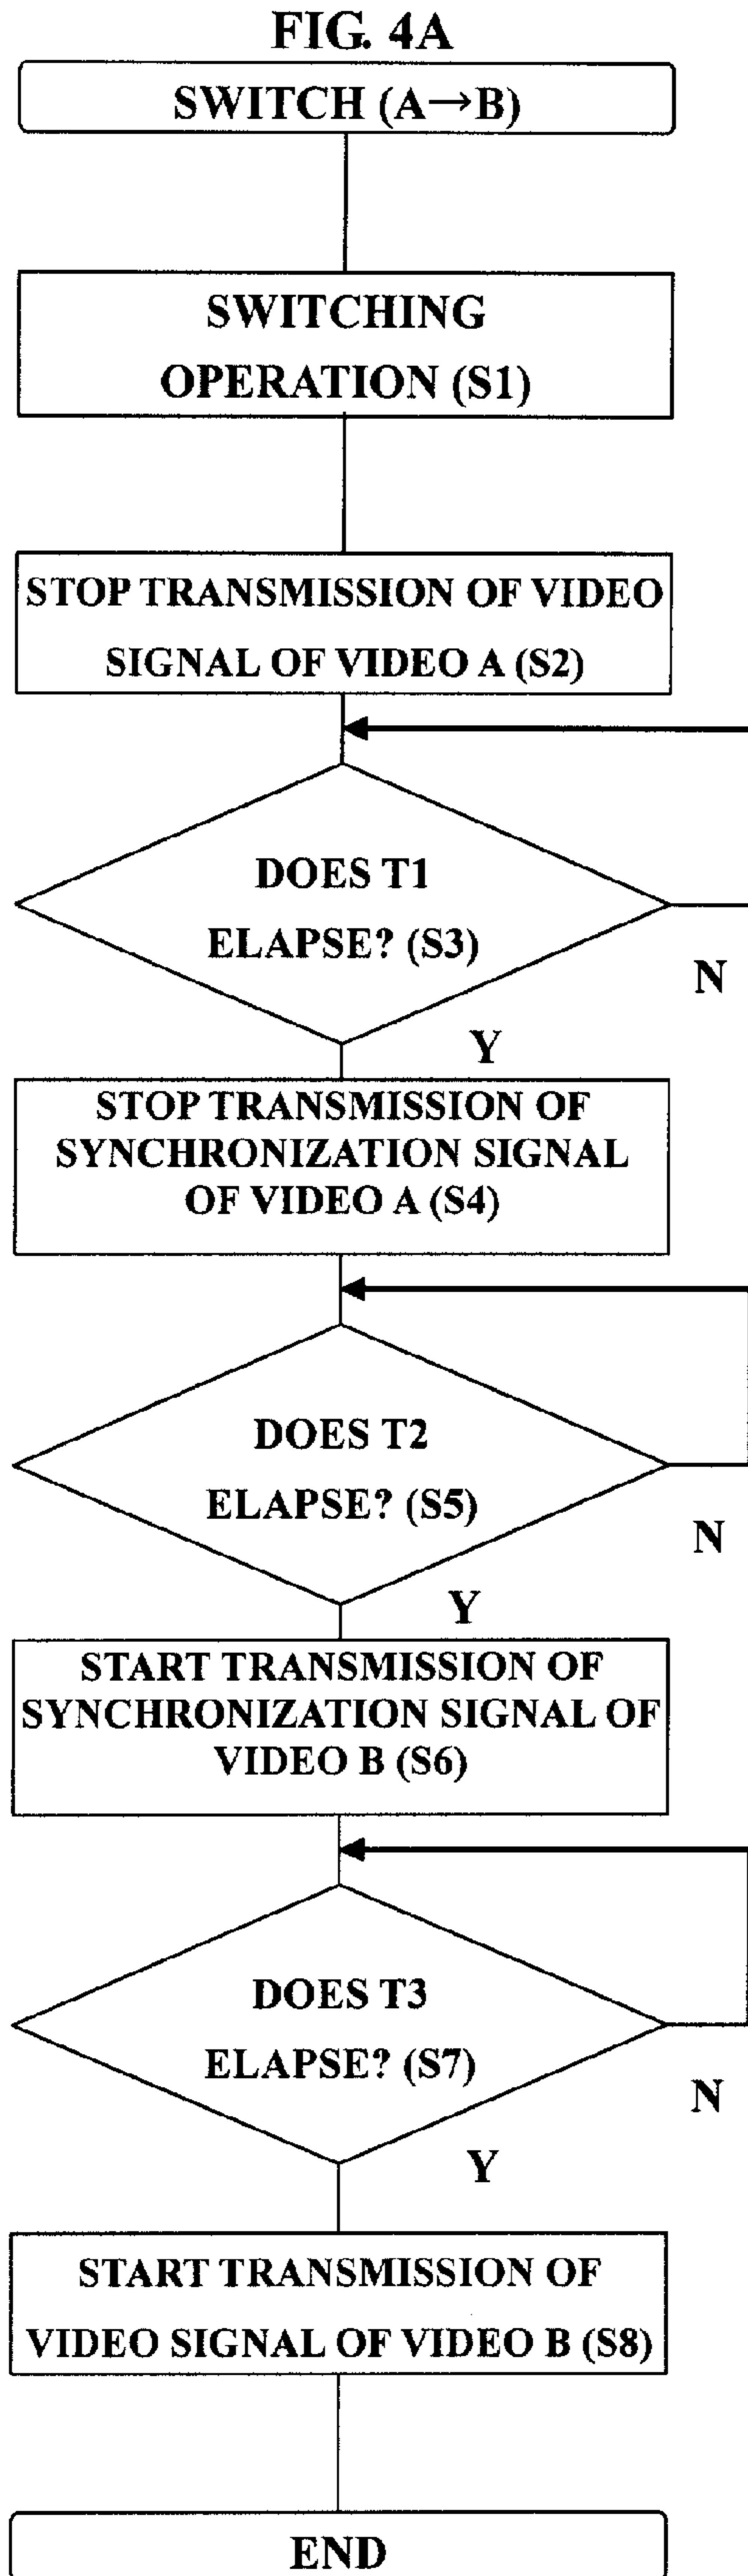 FIG. 4A
SWITCH (A→B)
SWITCHING
OPERATION (S1)
STOP TRANSMISSION OF VIDEO
SIGNAL OF VIDEO A (S2)
DOES T1
ELAPSE? (S3)
N
Y
STOP TRANSMISSION OF
SYNCHRONIZATION SIGNAL
OF VIDEO A (S4)
DOES T2
ELAPSE? (S5)
N
Y
START TRANSMISSION OF
SYNCHRONIZATION SIGNAL OF
VIDEO B (S6)
DOES T3
ELAPSE? (S7)
N
Y
START TRANSMISSION OF
VIDEO SIGNAL OF VIDEO B (S8)
END